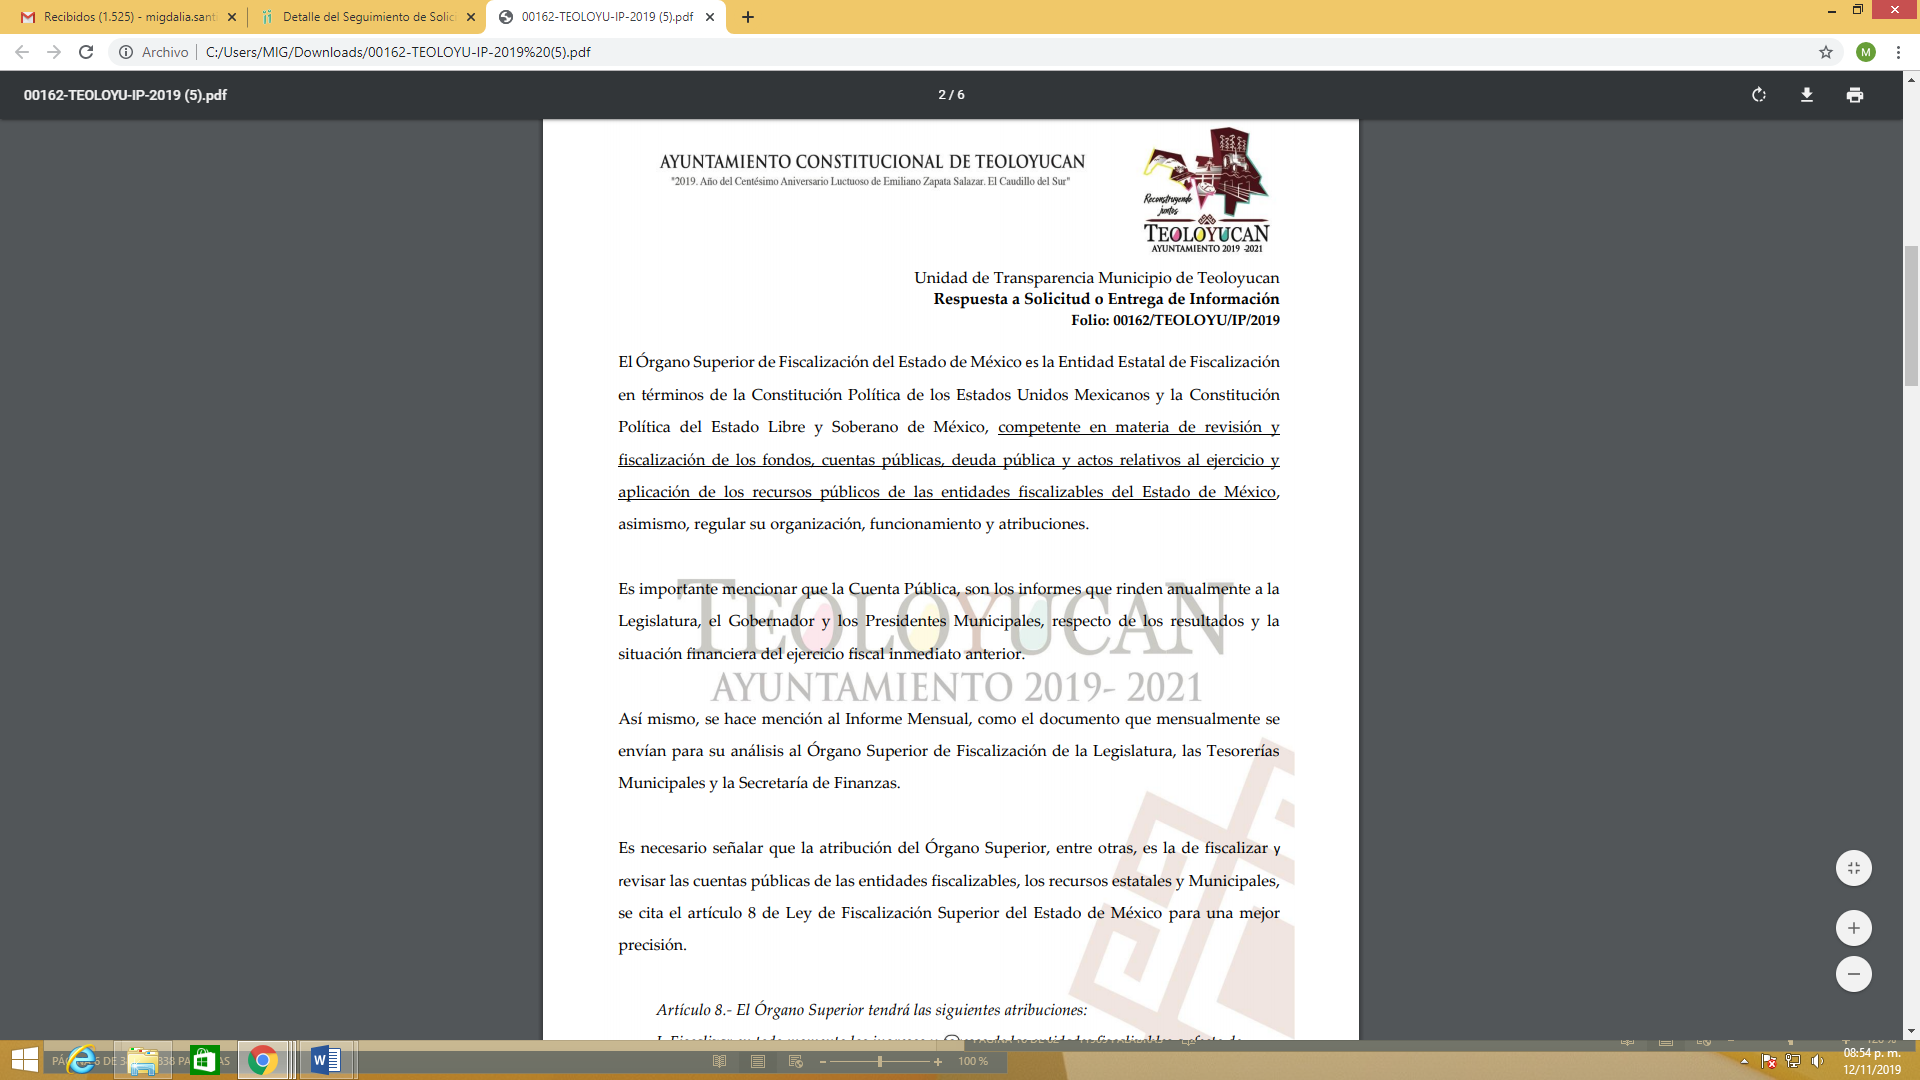 Recibidos (1.525) - migdalia.sant
Detalle del Seguimiento de Solici
00162-TEOLOYU-IP-2019 (5).pdf
Archivo
C:/Users/MIG/Downloads/00162-TEOLOYU-IP-2019%20(5).pdf
M
00162-TEOLOYU-IP-2019 (5).pdf
2 / 6
AYUNTAMIENTO CONSTITUCIONAL DE TEOLOYUCAN
"2019. Año del Centésimo Aniversario Luctuoso de Emiliano Zapata Salazar. El Caudillo del Sur"
Reconstruyendo
juntos
TEOLOYUCAN
AYUNTAMIENTO 2019 -2021
Unidad de Transparencia Municipio de Teoloyucan
Respuesta a Solicitud o Entrega de Información
Folio: 00162/TEOLOYU/IP/2019
El Órgano Superior de Fiscalización del Estado de México es la Entidad Estatal de Fiscalización
en términos de la Constitución Política de los Estados Unidos Mexicanos y la Constitución
Política del Estado Libre y Soberano de México, competente en materia de revisión y
fiscalización de los fondos, cuentas públicas, deuda pública y actos relativos al ejercicio y
aplicación de los recursos públicos de las entidades fiscalizables del Estado de México,
asimismo, regular su organización, funcionamiento y atribuciones.
Es importante mencionar que la Cuenta Pública, son los informes que rinden anualmente a la
Legislatura, el Gobernador y los Presidentes Municipales, respecto de los resultados y la
situación financiera del ejercicio fiscal inmediato anterior.
TEOLOYUCAN
AYUNTAMIENTO 2019- 2021
Así mismo, se hace mención al Informe Mensual, como el documento que mensualmente se
envían para su análisis al Órgano Superior de Fiscalización de la Legislatura, las Tesorerías
Municipales y la Secretaría de Finanzas.
Es necesario señalar que la atribución del Órgano Superior, entre otras, es la de fiscalizar y
revisar las cuentas públicas de las entidades fiscalizables, los recursos estatales y Municipales,
se cita el artículo 8 de Ley de Fiscalización Superior del Estado de México para una mejor
precisión.
Artículo 8.- El Órgano Superior tendrá las siguientes atribuciones:
100 %
08:54 p. m.
12/11/2019